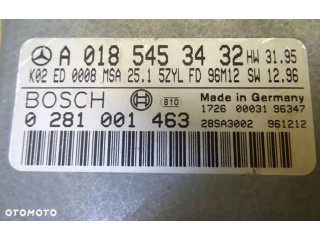 A 018 545 34 32 HW 31.95
K02 ED 0008 MSA 25.1 5ZYL FD 96M12 SW 12.96
BOSCH 810 Made in Germany
1726 00031 96347
0 281 001 463 28SA3002 961212
OTOMOTO